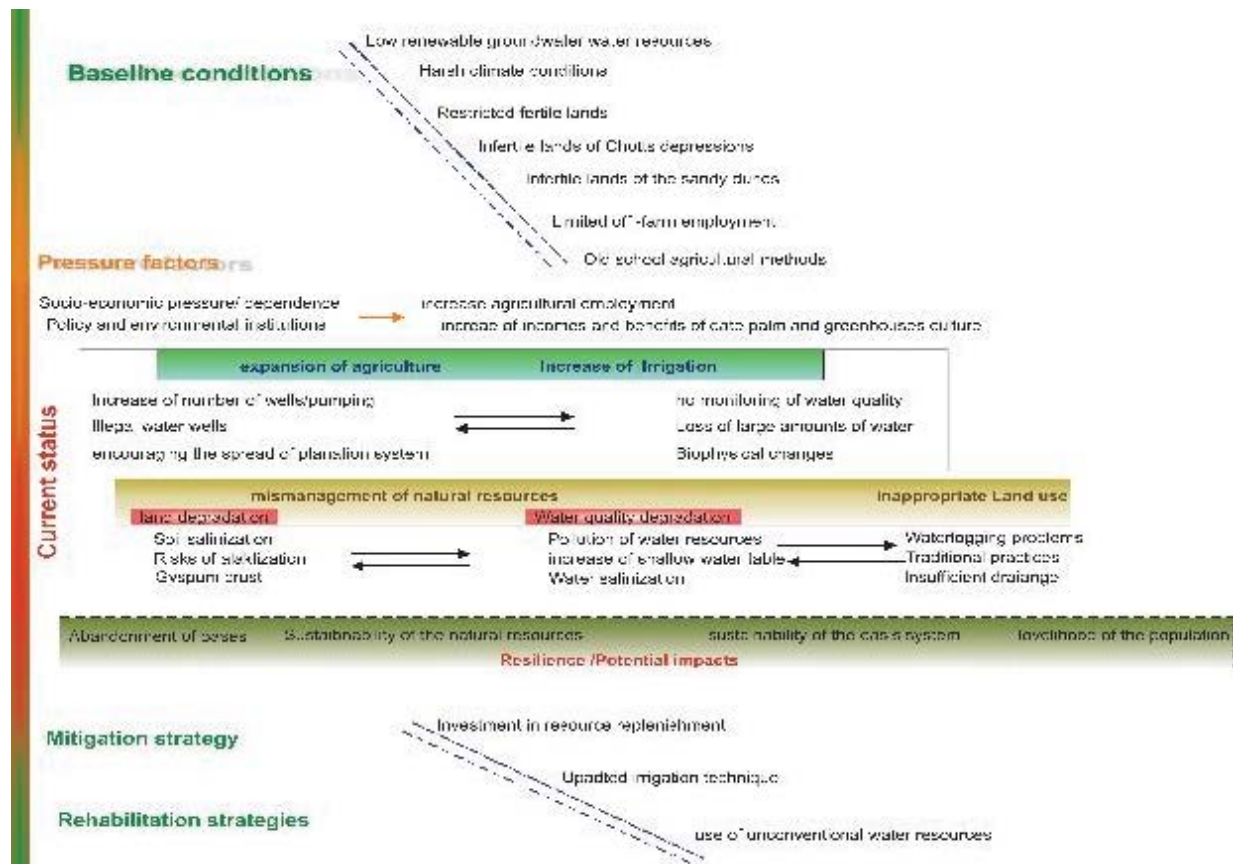 Low renewable groundwater water resources
Baseline conditions
Harsh climate conditions
Restricted fertile lands
Infertile lands of Chotts depressions
Infertile lands of the sandy dunes
Limited off-farm employment
Old school agricultural methods
Pressure factors
Socio-economic pressure/ dependence
increase agricultural employment
Policy and environmental institutions
increae of incomes and benefits of date palm and greenhouses culture
Current status
expansion of agriculture
Increase of Irrigation
Increase of number of wells/pumping
no monitoring of water quality
Illegal water wells
Loss of large amounts of water
encouraging the spread of planation system
Biophysical changes
mismanagement of natural resources
Inappropriate Land use
land degradation
Water quality degradation
Soil salinization
Pollution of water resources
Waterlogging problems
Risks of alaklization
increase of shallow water table
Traditional practices
Gyspum crust
Water salinization
Insufficient draiange
Abandonment of oases
Sustaibnability of the natural resources
sustainability of the oasis system
lovelihood of the population
Resilience /Potential impacts
Investment in resource replenishment
Mitigation strategy
Upadted irrigation technique
Rehabilitation strategies
use of unconventional water resources